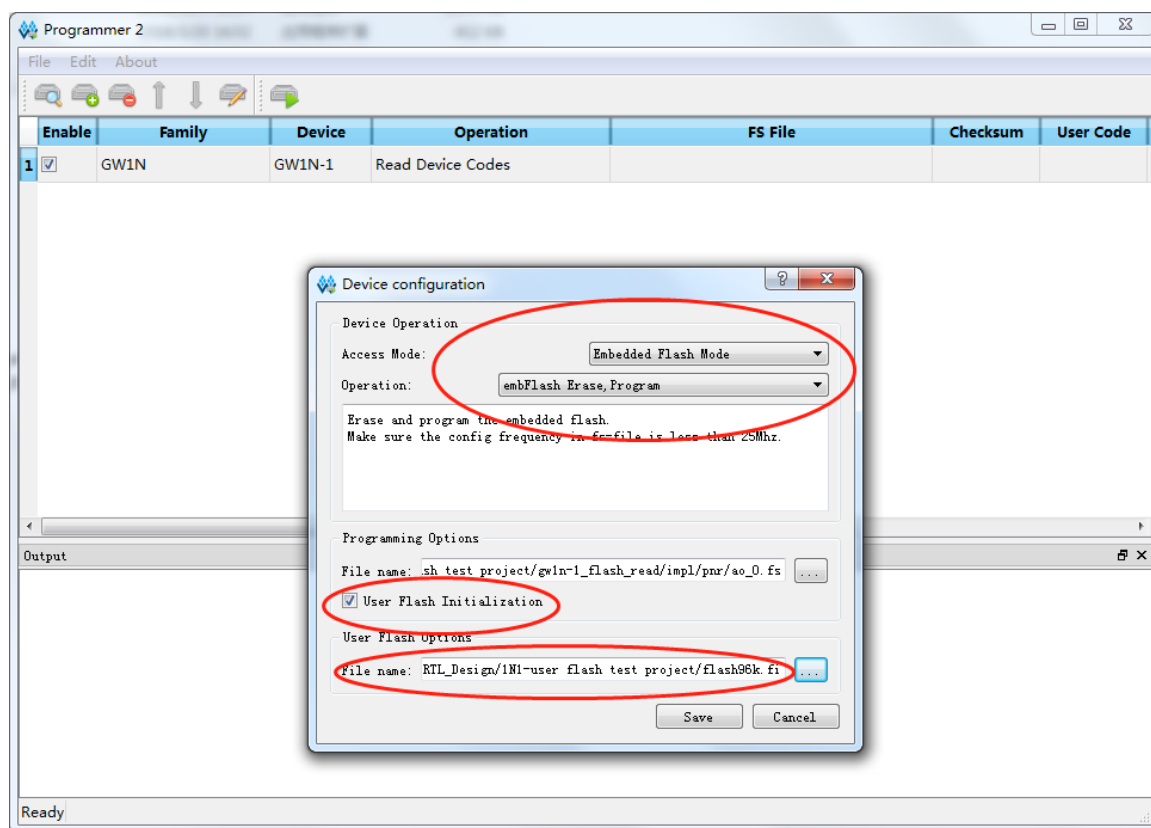 Programmer 2
File Edit About
Enable Family Device Operation FS File Checksum User Code
1 GW1N GW1N-1 Read Device Codes
Device configuration
Device Operation
Access Mode: Embedded Flash Mode
Operation: embFlash Erase,Program
Erase and program the embedded flash.
Make sure the config frequency in fs-file is less than 25Mhz.
Output
Programming Options
File name: .sh test project/gw1n-1_flash_read/impl/pnr/ao_0.fs ...
User Flash Initialization
User Flash Options
File name: RTL_Design/1N1-user flash test project/flash96k.fi ...
Save Cancel
Ready